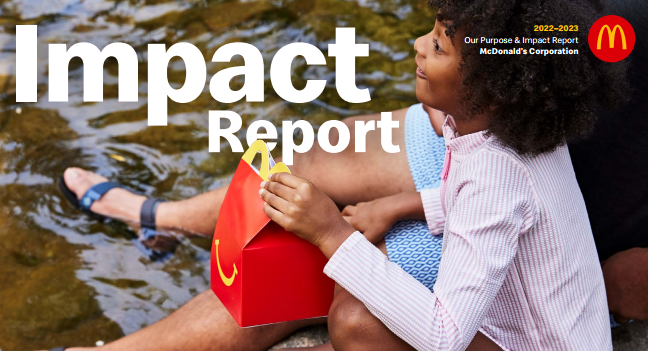 Impact
Report
2022–2023
Our Purpose & Impact Report
McDonald's Corporation